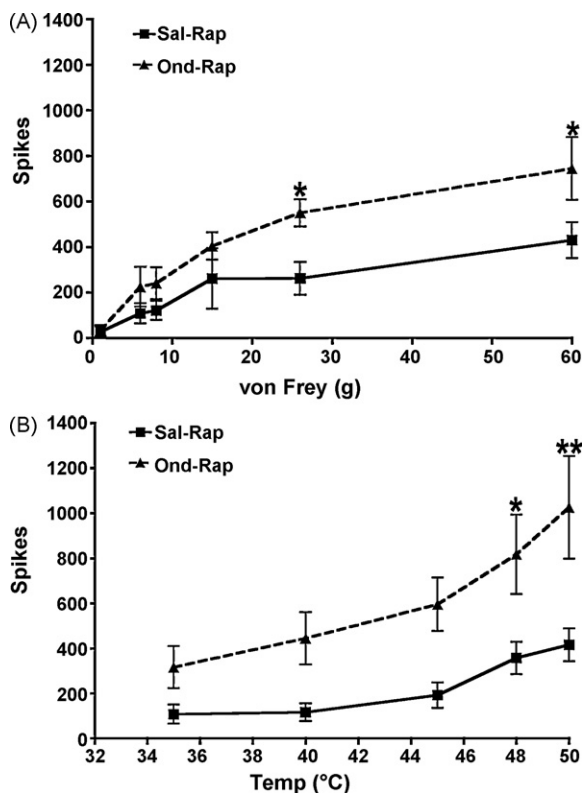 (A)
1400
1200
1000
800
600
400
200
0
Spikes
Sal-Rap
Ond-Rap
*
*
0 10 20 30 40 50 60
von Frey (g)
(B)
1400
1200
1000
800
600
400
200
0
Spikes
Sal-Rap
Ond-Rap
*
**
32 34 36 38 40 42 44 46 48 50
Temp (°C)